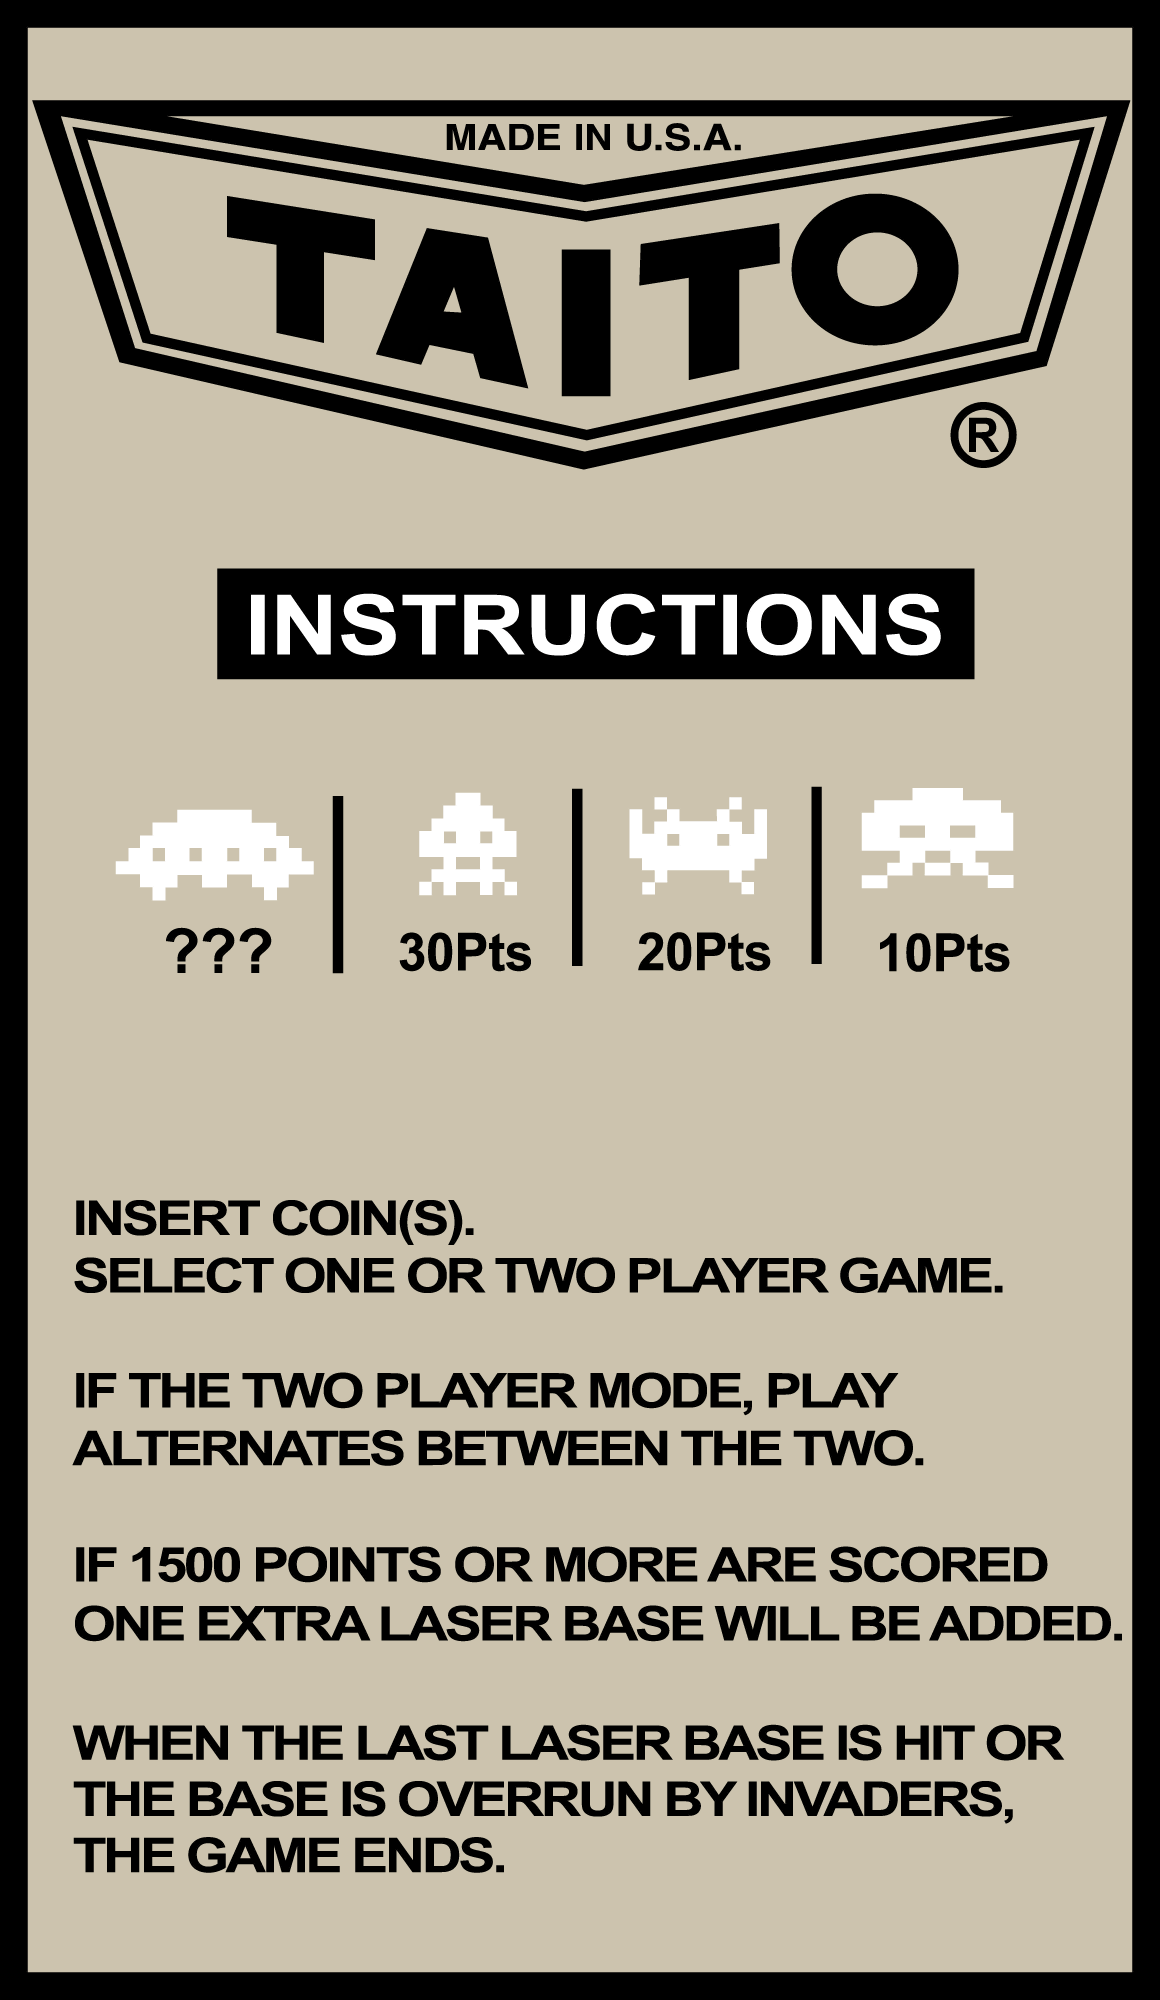 MADE IN U.S.A.
TAITO
®
INSTRUCTIONS
??? 30Pts 20Pts 10Pts
INSERT COIN(S).
SELECT ONE OR TWO PLAYER GAME.
IF THE TWO PLAYER MODE, PLAY
ALTERNATES BETWEEN THE TWO.
IF 1500 POINTS OR MORE ARE SCORED
ONE EXTRA LASER BASE WILL BE ADDED.
WHEN THE LAST LASER BASE IS HIT OR
THE BASE IS OVERRUN BY INVADERS,
THE GAME ENDS.